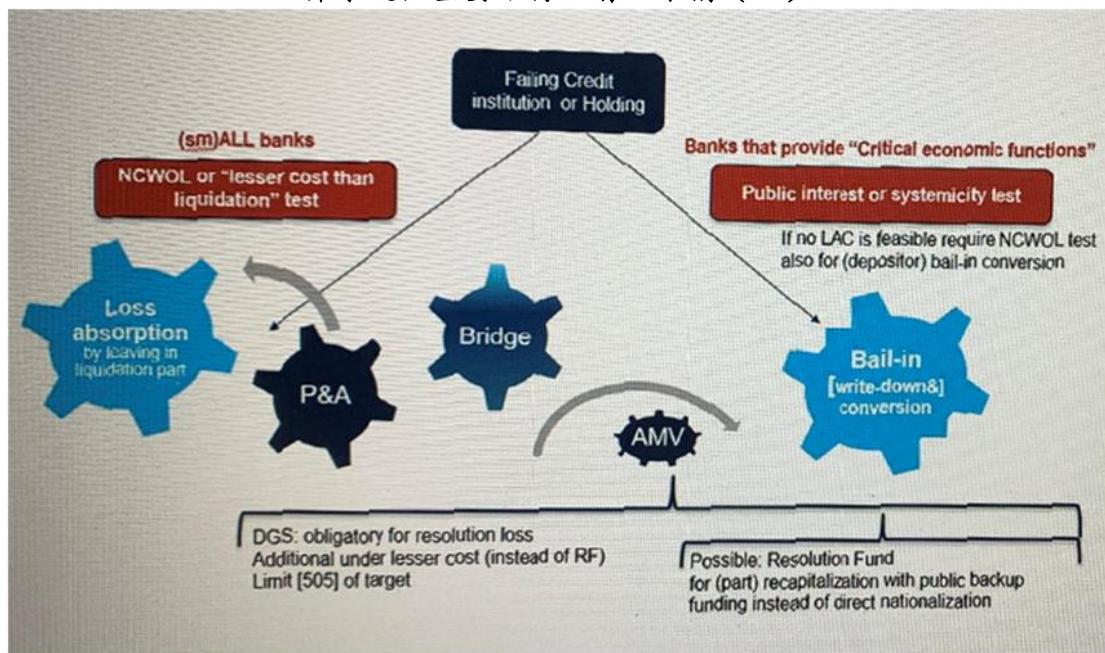 Failing Credit
institution or Holding
(sm)ALL banks
NCWOL or "lesser cost than
liquidation" test
Banks that provide "Critical economic functions"
Public interest or systemicity test
If no LAC is feasible require NCWOL test
also for (depositor) bail-in conversion
Loss
absorption
by leaving in
liquidation part
P&A
Bridge
AMV
Bail-in
[write-down&]
conversion
DGS: obligatory for resolution loss
Additional under lesser cost (instead of RF)
Limit [505] of target
Possible: Resolution Fund
for (part) recapitalization with public backup
funding instead of direct nationalization